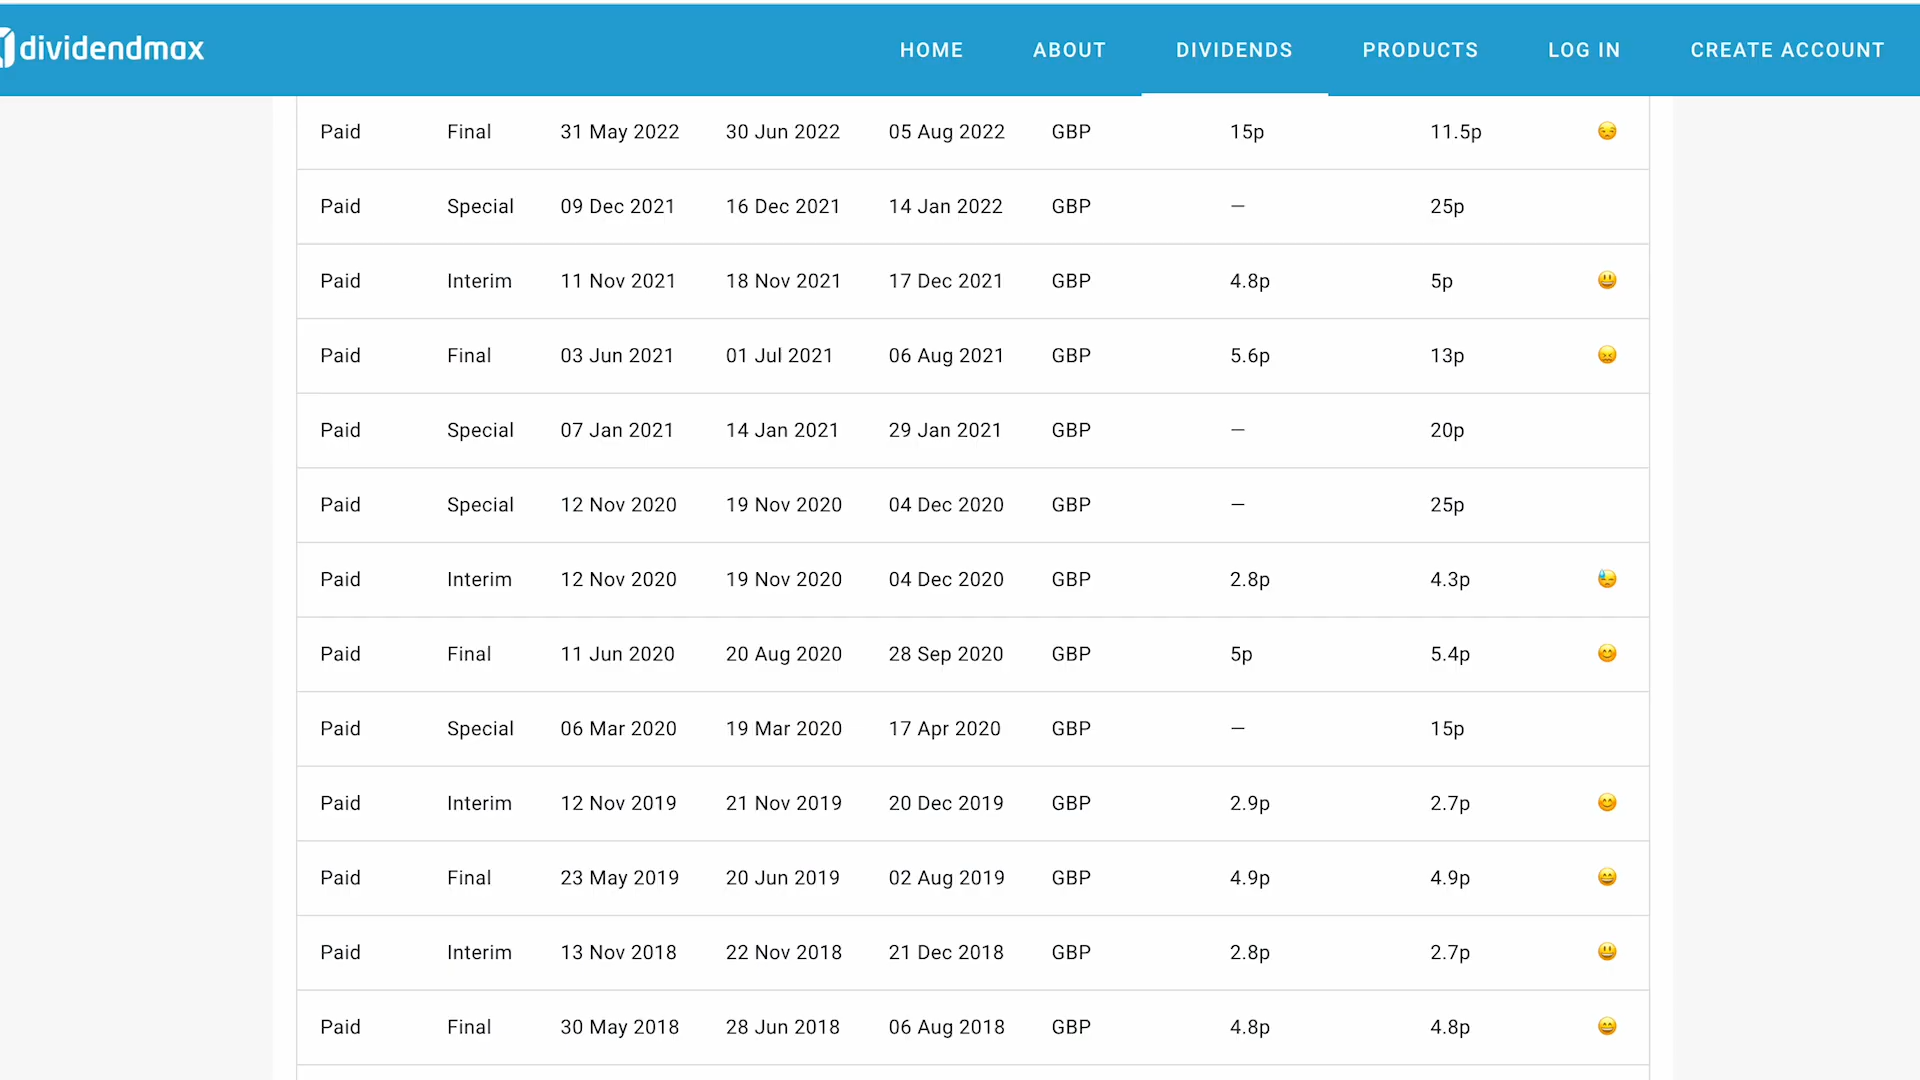 dividendmax HOME ABOUT DIVIDENDS PRODUCTS LOG IN CREATE ACCOUNT
Paid Final 31 May 2022 30 Jun 2022 05 Aug 2022 GBP 15p 11.5p
Paid Special 09 Dec 2021 16 Dec 2021 14 Jan 2022 GBP — 25p
Paid Interim 11 Nov 2021 18 Nov 2021 17 Dec 2021 GBP 4.8p 5p
Paid Final 03 Jun 2021 01 Jul 2021 06 Aug 2021 GBP 5.6p 13p
Paid Special 07 Jan 2021 14 Jan 2021 29 Jan 2021 GBP — 20p
Paid Special 12 Nov 2020 19 Nov 2020 04 Dec 2020 GBP — 25p
Paid Interim 12 Nov 2020 19 Nov 2020 04 Dec 2020 GBP 2.8p 4.3p
Paid Final 11 Jun 2020 20 Aug 2020 28 Sep 2020 GBP 5p 5.4p
Paid Special 06 Mar 2020 19 Mar 2020 17 Apr 2020 GBP — 15p
Paid Interim 12 Nov 2019 21 Nov 2019 20 Dec 2019 GBP 2.9p 2.7p
Paid Final 23 May 2019 20 Jun 2019 02 Aug 2019 GBP 4.9p 4.9p
Paid Interim 13 Nov 2018 22 Nov 2018 21 Dec 2018 GBP 2.8p 2.7p
Paid Final 30 May 2018 28 Jun 2018 06 Aug 2018 GBP 4.8p 4.8p